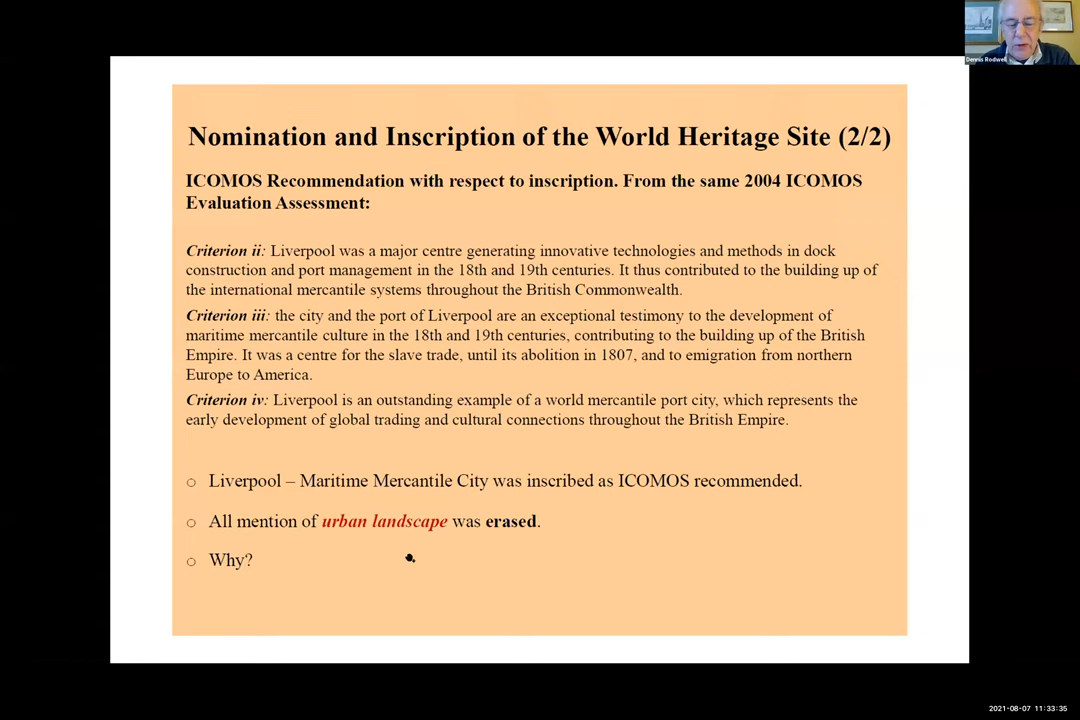 Dennis Rodwell
Nomination and Inscription of the World Heritage Site (2/2)
ICOMOS Recommendation with respect to inscription. From the same 2004 ICOMOS
Evaluation Assessment:
Criterion ii: Liverpool was a major centre generating innovative technologies and methods in dock
construction and port management in the 18th and 19th centuries. It thus contributed to the building up of
the international mercantile systems throughout the British Commonwealth.
Criterion iii: the city and the port of Liverpool are an exceptional testimony to the development of
maritime mercantile culture in the 18th and 19th centuries, contributing to the building up of the British
Empire. It was a centre for the slave trade, until its abolition in 1807, and to emigration from northern
Europe to America.
Criterion iv: Liverpool is an outstanding example of a world mercantile port city, which represents the
early development of global trading and cultural connections throughout the British Empire.
○ Liverpool – Maritime Mercantile City was inscribed as ICOMOS recommended.
○ All mention of urban landscape was erased.
○ Why?
2021-08-07 11:33:35